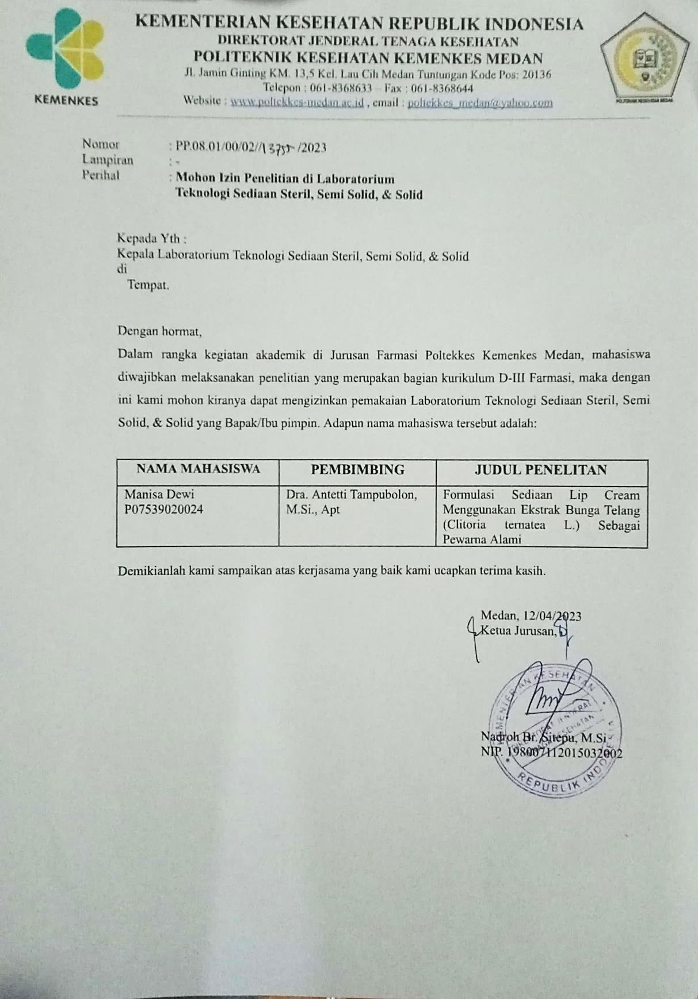 KEMENTERIAN KESEHATAN REPUBLIK INDONESIA
DIREKTORAT JENDERAL TENAGA KESEHATAN
POLITEKNIK KESEHATAN KEMENKES MEDAN
Jl. Jamin Ginting KM. 13,5 Kel. Lau Cih Medan Tuntungan Kode Pos: 20136
Telepon : 061-8368633 – Fax : 061-8368644
Website : www.poltekkes-medan.ac.id , email : poltekkes_medan@yahoo.com
KEMENKES
POLITEKNIK KESEHATAN MEDAN
Nomor : PP.08.01/00/02//13755/2023
Lampiran : -
Perihal : Mohon Izin Penelitian di Laboratorium
Teknologi Sediaan Steril, Semi Solid, & Solid
Kepada Yth :
Kepala Laboratorium Teknologi Sediaan Steril, Semi Solid, & Solid
di
Tempat.
Dengan hormat,
Dalam rangka kegiatan akademik di Jurusan Farmasi Poltekkes Kemenkes Medan, mahasiswa
diwajibkan melaksanakan penelitian yang merupakan bagian kurikulum D-III Farmasi, maka dengan
ini kami mohon kiranya dapat mengizinkan pemakaian Laboratorium Teknologi Sediaan Steril, Semi
Solid, & Solid yang Bapak/Ibu pimpin. Adapun nama mahasiswa tersebut adalah:
NAMA MAHASISWA PEMBIMBING JUDUL PENELITAN
Manisa Dewi Dra. Antetti Tampubolon, Formulasi Sediaan Lip Cream
P07539020024 M.Si., Apt Menggunakan Ekstrak Bunga Telang
(Clitoria ternatea L.) Sebagai
Pewarna Alami
Demikianlah kami sampaikan atas kerjasama yang baik kami ucapkan terima kasih.
Medan, 12/04/2023
Ketua Jurusan,
KEMENTERIAN KESEHATAN
DIREKTORAT JENDERAL
TENAGA KESEHATAN
Nadroh Br. Sitepu, M.Si
NIP. 198007112015032002
REPUBLIK INDONESIA